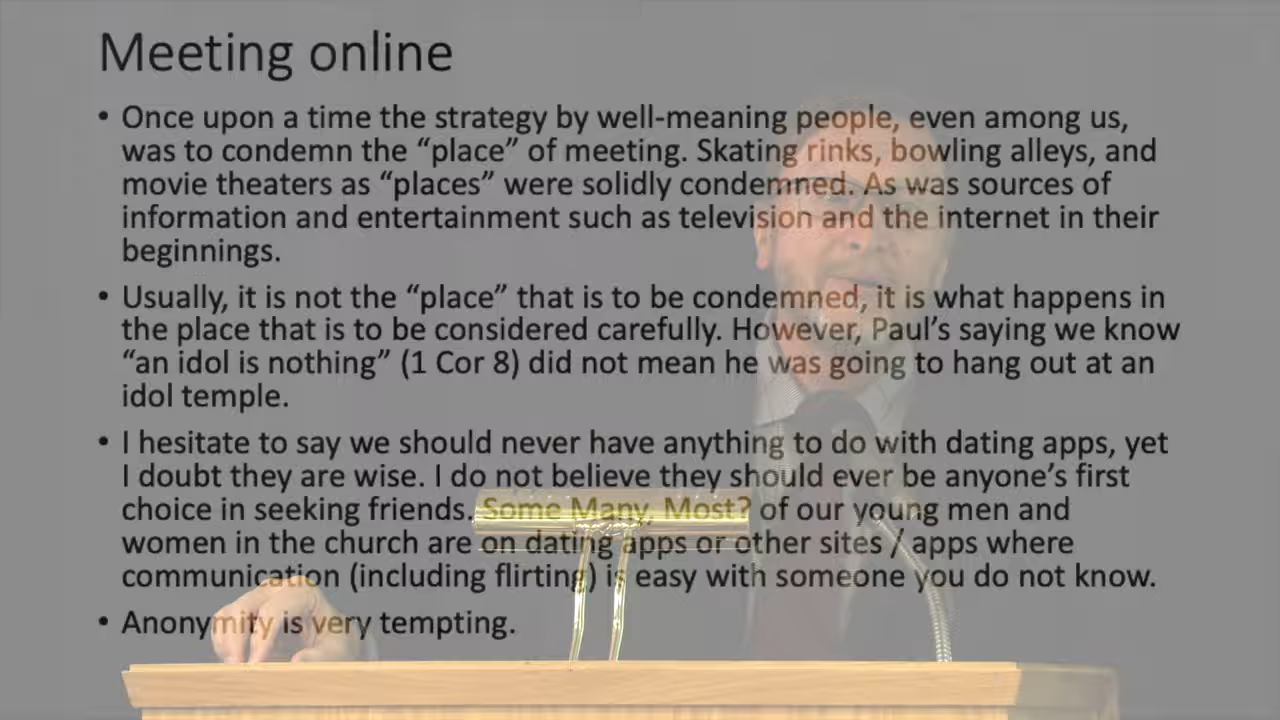 Meeting online
• Once upon a time the strategy by well-meaning people, even among us,
was to condemn the “place” of meeting. Skating rinks, bowling alleys, and
movie theaters as “places” were solidly condemned. As was sources of
information and entertainment such as television and the internet in their
beginnings.
• Usually, it is not the “place” that is to be condemned, it is what happens in
the place that is to be considered carefully. However, Paul’s saying we know
“an idol is nothing” (1 Cor 8) did not mean he was going to hang out at an
idol temple.
• I hesitate to say we should never have anything to do with dating apps, yet
I doubt they are wise. I do not believe they should ever be anyone’s first
choice in seeking friends. Some Many, Most? of our young men and
women in the church are on dating apps or other sites / apps where
communication (including flirting) is easy with someone you do not know.
• Anonymity is very tempting.